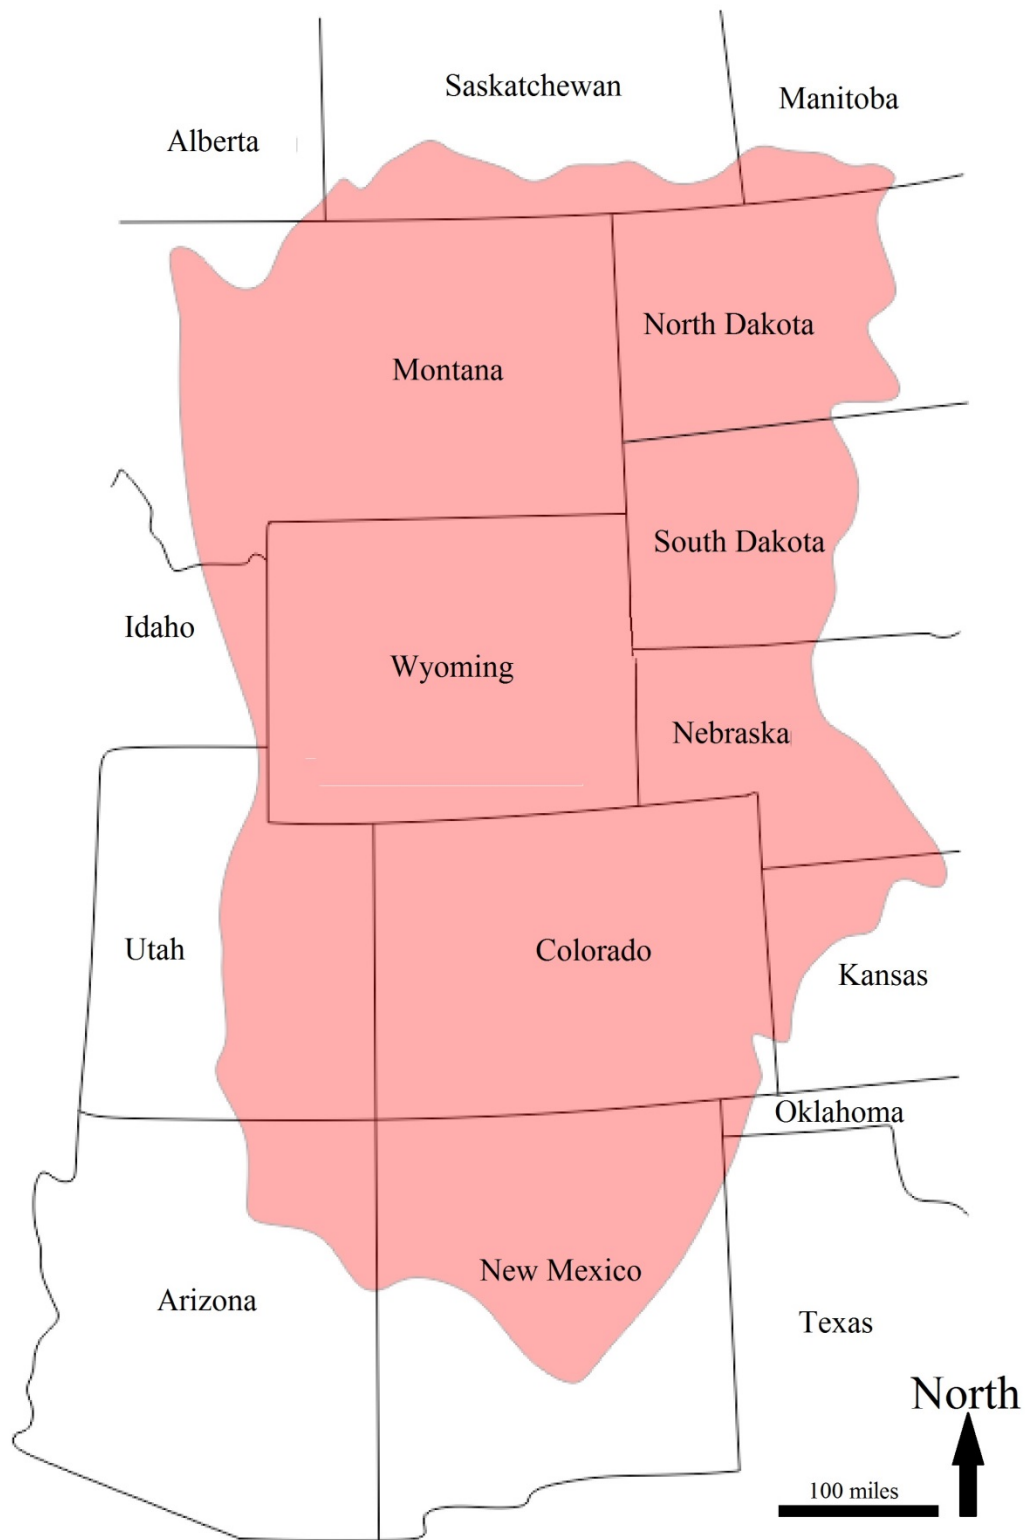 Saskatchewan
Manitoba
Alberta
North Dakota
Montana
South Dakota
Idaho
Wyoming
Nebraska
Utah
Colorado
Kansas
Oklahoma
New Mexico
Arizona
Texas
North
100 miles